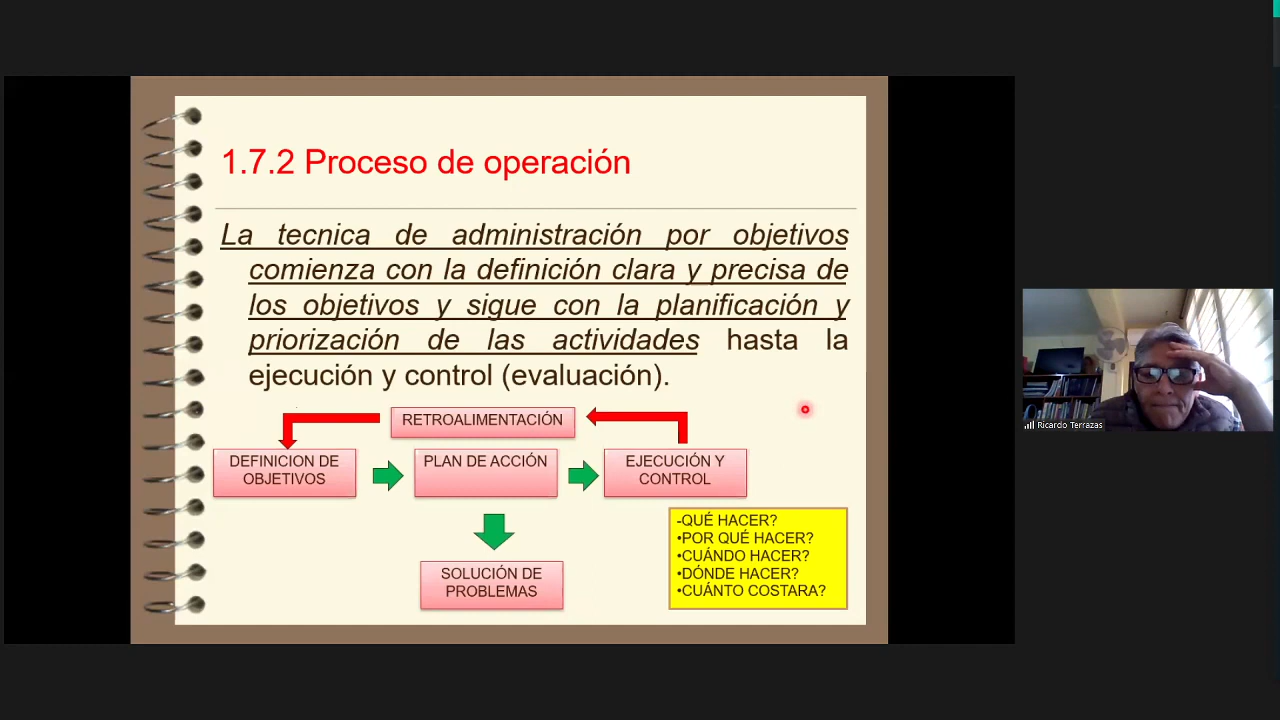 1.7.2 Proceso de operación
La tecnica de administración por objetivos
comienza con la definición clara y precisa de
los objetivos y sigue con la planificación y
priorización de las actividades hasta la
ejecución y control (evaluación).
RETROALIMENTACIÓN
DEFINICION DE
OBJETIVOS
PLAN DE ACCIÓN
EJECUCIÓN Y
CONTROL
SOLUCIÓN DE
PROBLEMAS
-QUÉ HACER?
•POR QUÉ HACER?
•CUÁNDO HACER?
•DÓNDE HACER?
•CUÁNTO COSTARA?
Ricardo Terrazas